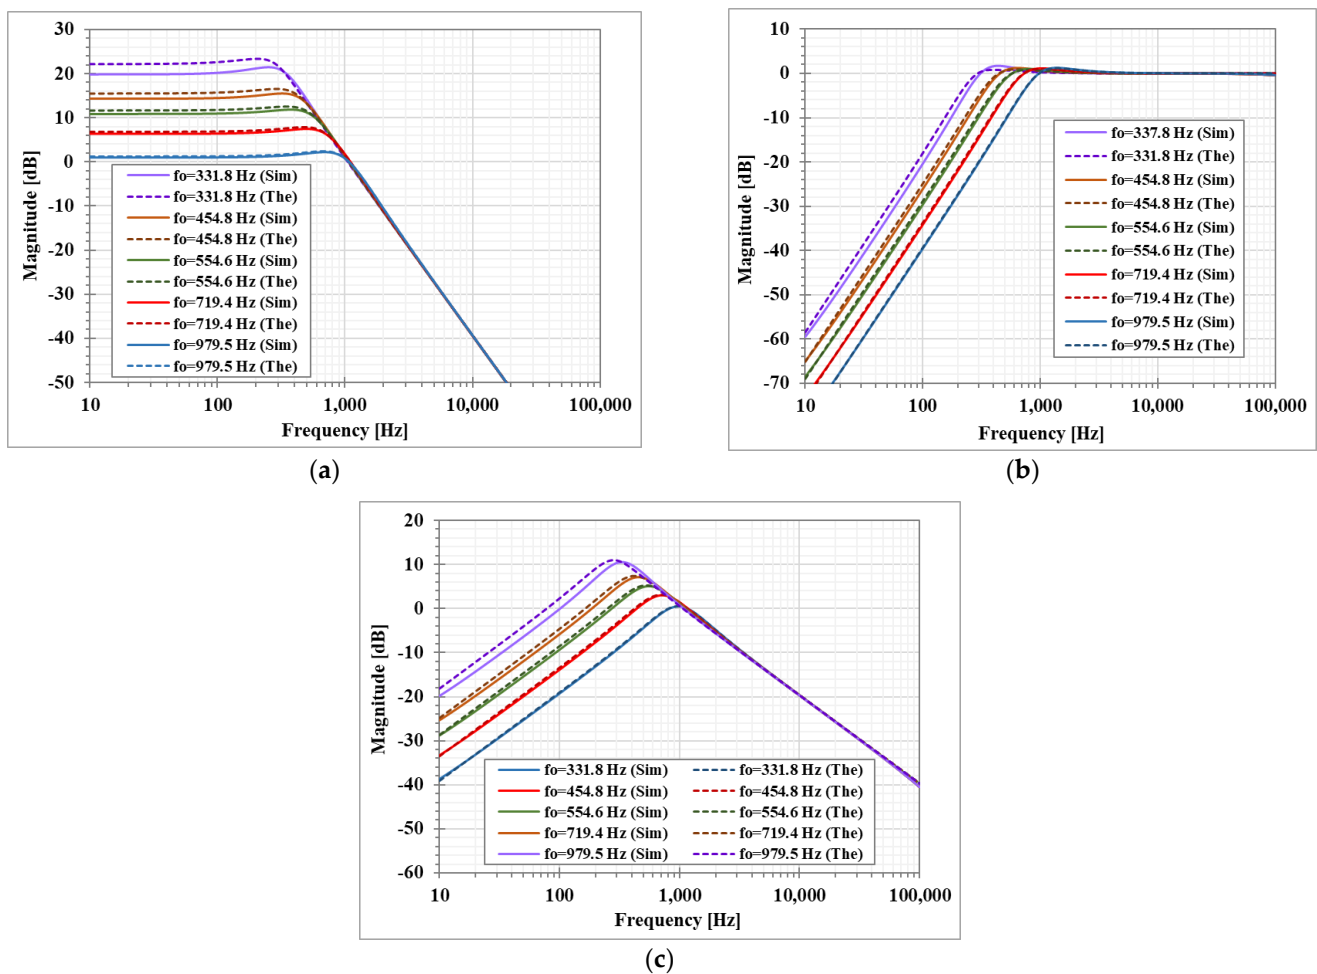 30
20
10
0
-10
-20
-30
-40
-50
Magnitude [dB]
fo=331.8 Hz (Sim)
fo=331.8 Hz (The)
fo=454.8 Hz (Sim)
fo=454.8 Hz (The)
fo=554.6 Hz (Sim)
fo=554.6 Hz (The)
fo=719.4 Hz (Sim)
fo=719.4 Hz (The)
fo=979.5 Hz (Sim)
fo=979.5 Hz (The)
10 100 1,000 10,000 100,000
Frequency [Hz]
(a)
10
0
-10
-20
-30
-40
-50
-60
-70
Magnitude [dB]
fo=337.8 Hz (Sim)
fo=331.8 Hz (The)
fo=454.8 Hz (Sim)
fo=454.8 Hz (The)
fo=554.6 Hz (Sim)
fo=554.6 Hz (The)
fo=719.4 Hz (Sim)
fo=719.4 Hz (The)
fo=979.5 Hz (Sim)
fo=979.5 Hz (The)
10 100 1,000 10,000 100,000
Frequency [Hz]
(b)
20
10
0
-10
-20
-30
-40
-50
-60
Magnitude [dB]
fo=331.8 Hz (Sim) fo=331.8 Hz (The)
fo=454.8 Hz (Sim) fo=454.8 Hz (The)
fo=554.6 Hz (Sim) fo=554.6 Hz (The)
fo=719.4 Hz (Sim) fo=719.4 Hz (The)
fo=979.5 Hz (Sim) fo=979.5 Hz (The)
10 100 1,000 10,000 100,000
Frequency [Hz]
(c)